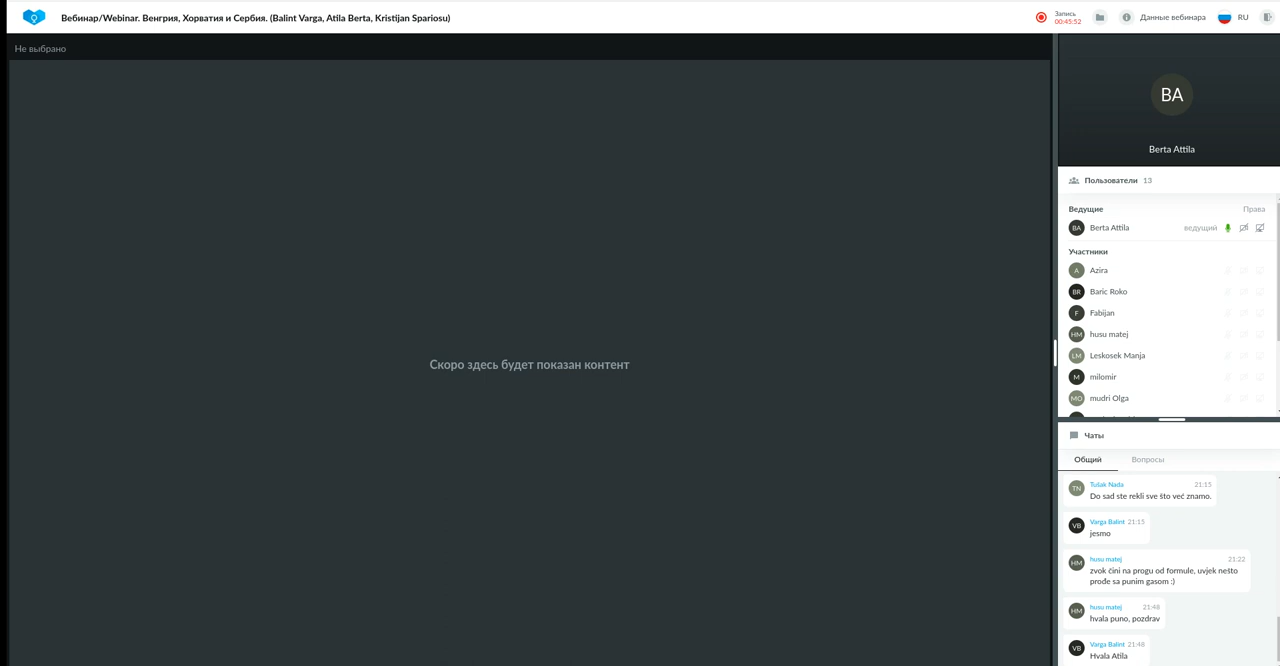 Вебинар/Webinar. Венгрия, Хорватия и Сербия. (Balint Varga, Atila Berta, Kristijan Spariosu)
Запись
00:45:52
Данные вебинара
RU
Не выбрано
Скоро здесь будет показан контент
BA
Berta Attila
Пользователи 13
Ведущие Права
BA Berta Attila ведущий
Участники
A Azira
BR Baric Roko
F Fabijan
HM husu matej
LM Leskosek Manja
M milomir
MO mudri Olga
Чаты
Общий Вопросы
TN Tušak Nada 21:15
Do sad ste rekli sve što već znamo.
VB Varga Balint 21:15
jesmo
HM husu matej 21:22
zvok čini na progu od formule, uvjek nešto
prođe sa punim gasom :)
HM husu matej 21:48
hvala puno, pozdrav
VB Varga Balint 21:48
Hvala Atila